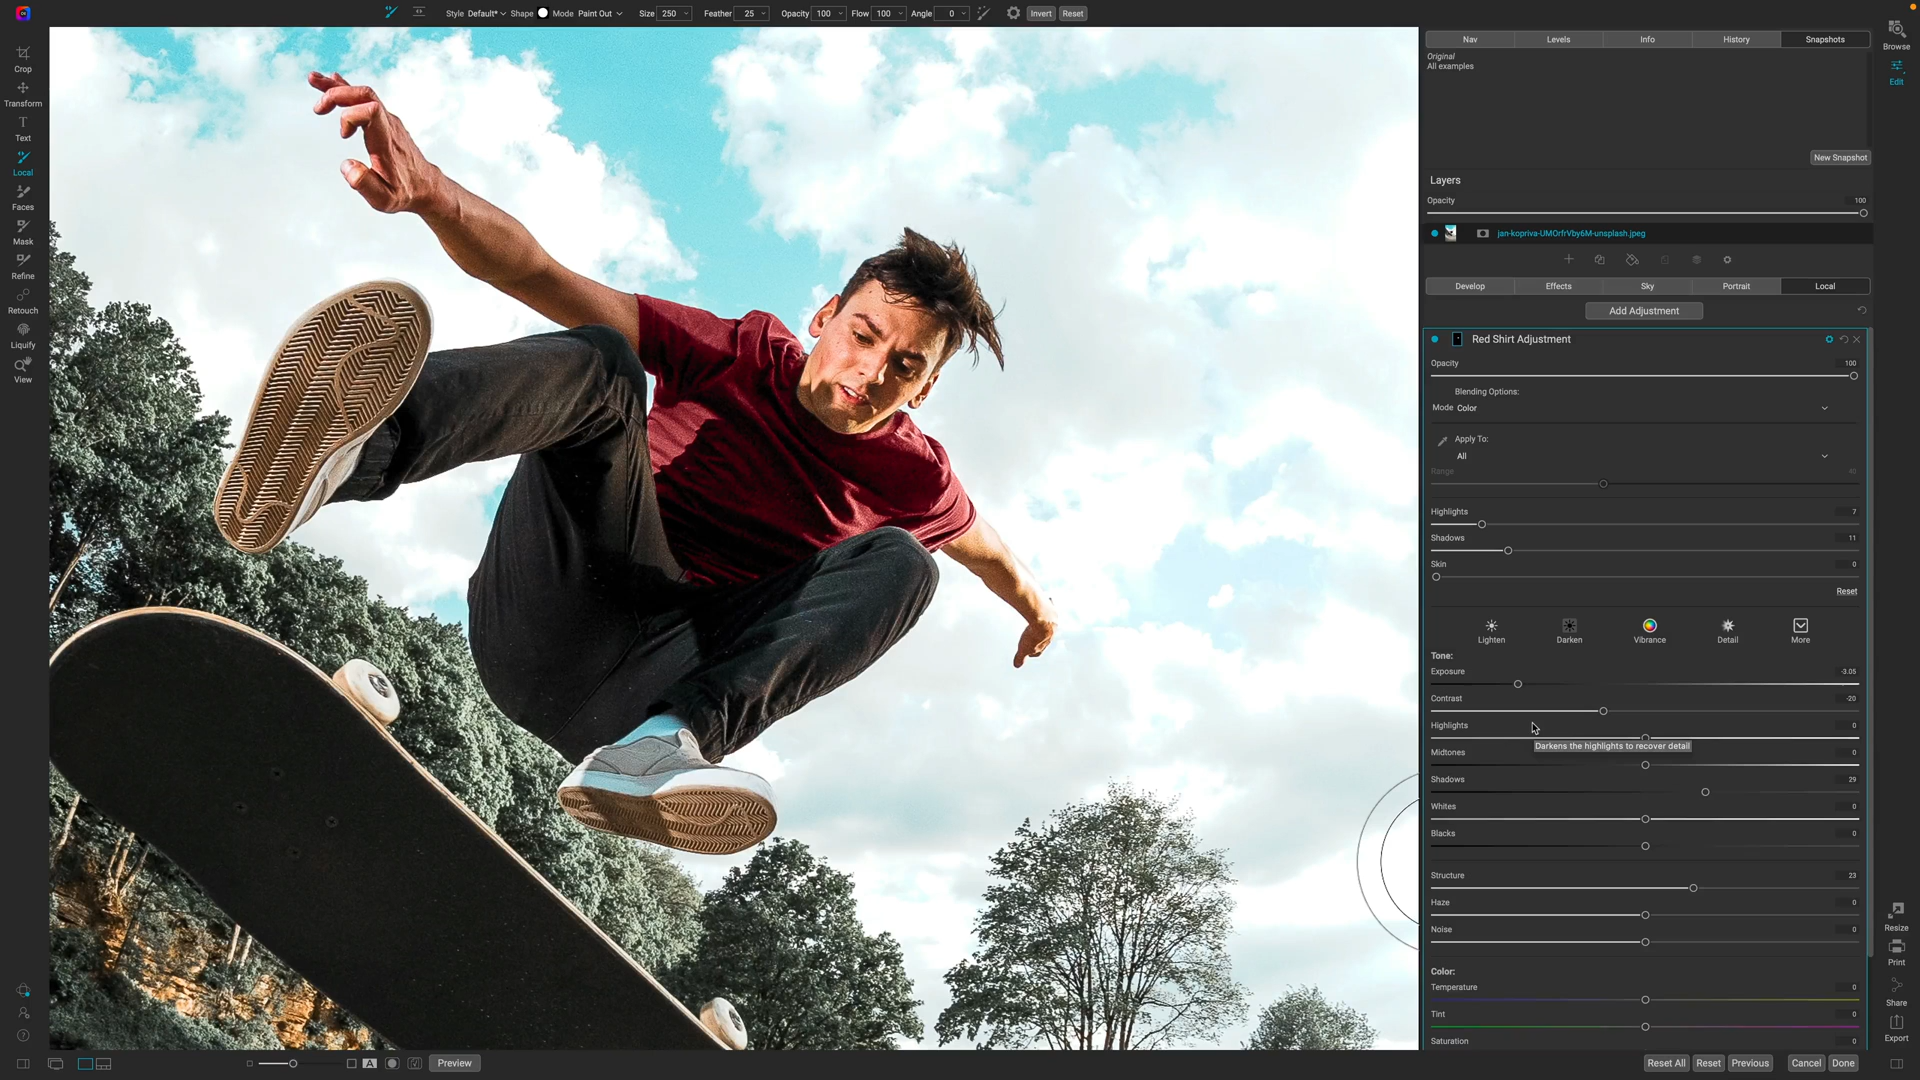 Style Default* Shape Mode Paint Out Size 250 Feather 25 Opacity 100 Flow 100 Angle 0 Invert Reset
Crop
Transform
Text
Local
Faces
Mask
Refine
Retouch
Liquify
View
A Preview
Nav Levels Info History Snapshots
Original
All examples
New Snapshot
Layers
Opacity 100
jan-kopriva-UMOrfrVby6M-unsplash.jpeg
Develop Effects Sky Portrait Local
Add Adjustment
Red Shirt Adjustment
Opacity 100
Blending Options:
Mode Color
Apply To:
All
Range 40
Highlights 7
Shadows 11
Skin 0
Reset
Lighten Darken Vibrance Detail More
Tone:
Exposure -3.05
Contrast -20
Highlights 0
Darkens the highlights to recover detail
Midtones 0
Shadows 29
Whites 0
Blacks 0
Structure 23
Haze 0
Noise 0
Color:
Temperature 0
Tint 0
Saturation 0
Reset All Reset Previous Cancel Done
Browse
Edit
Resize
Print
Share
Export